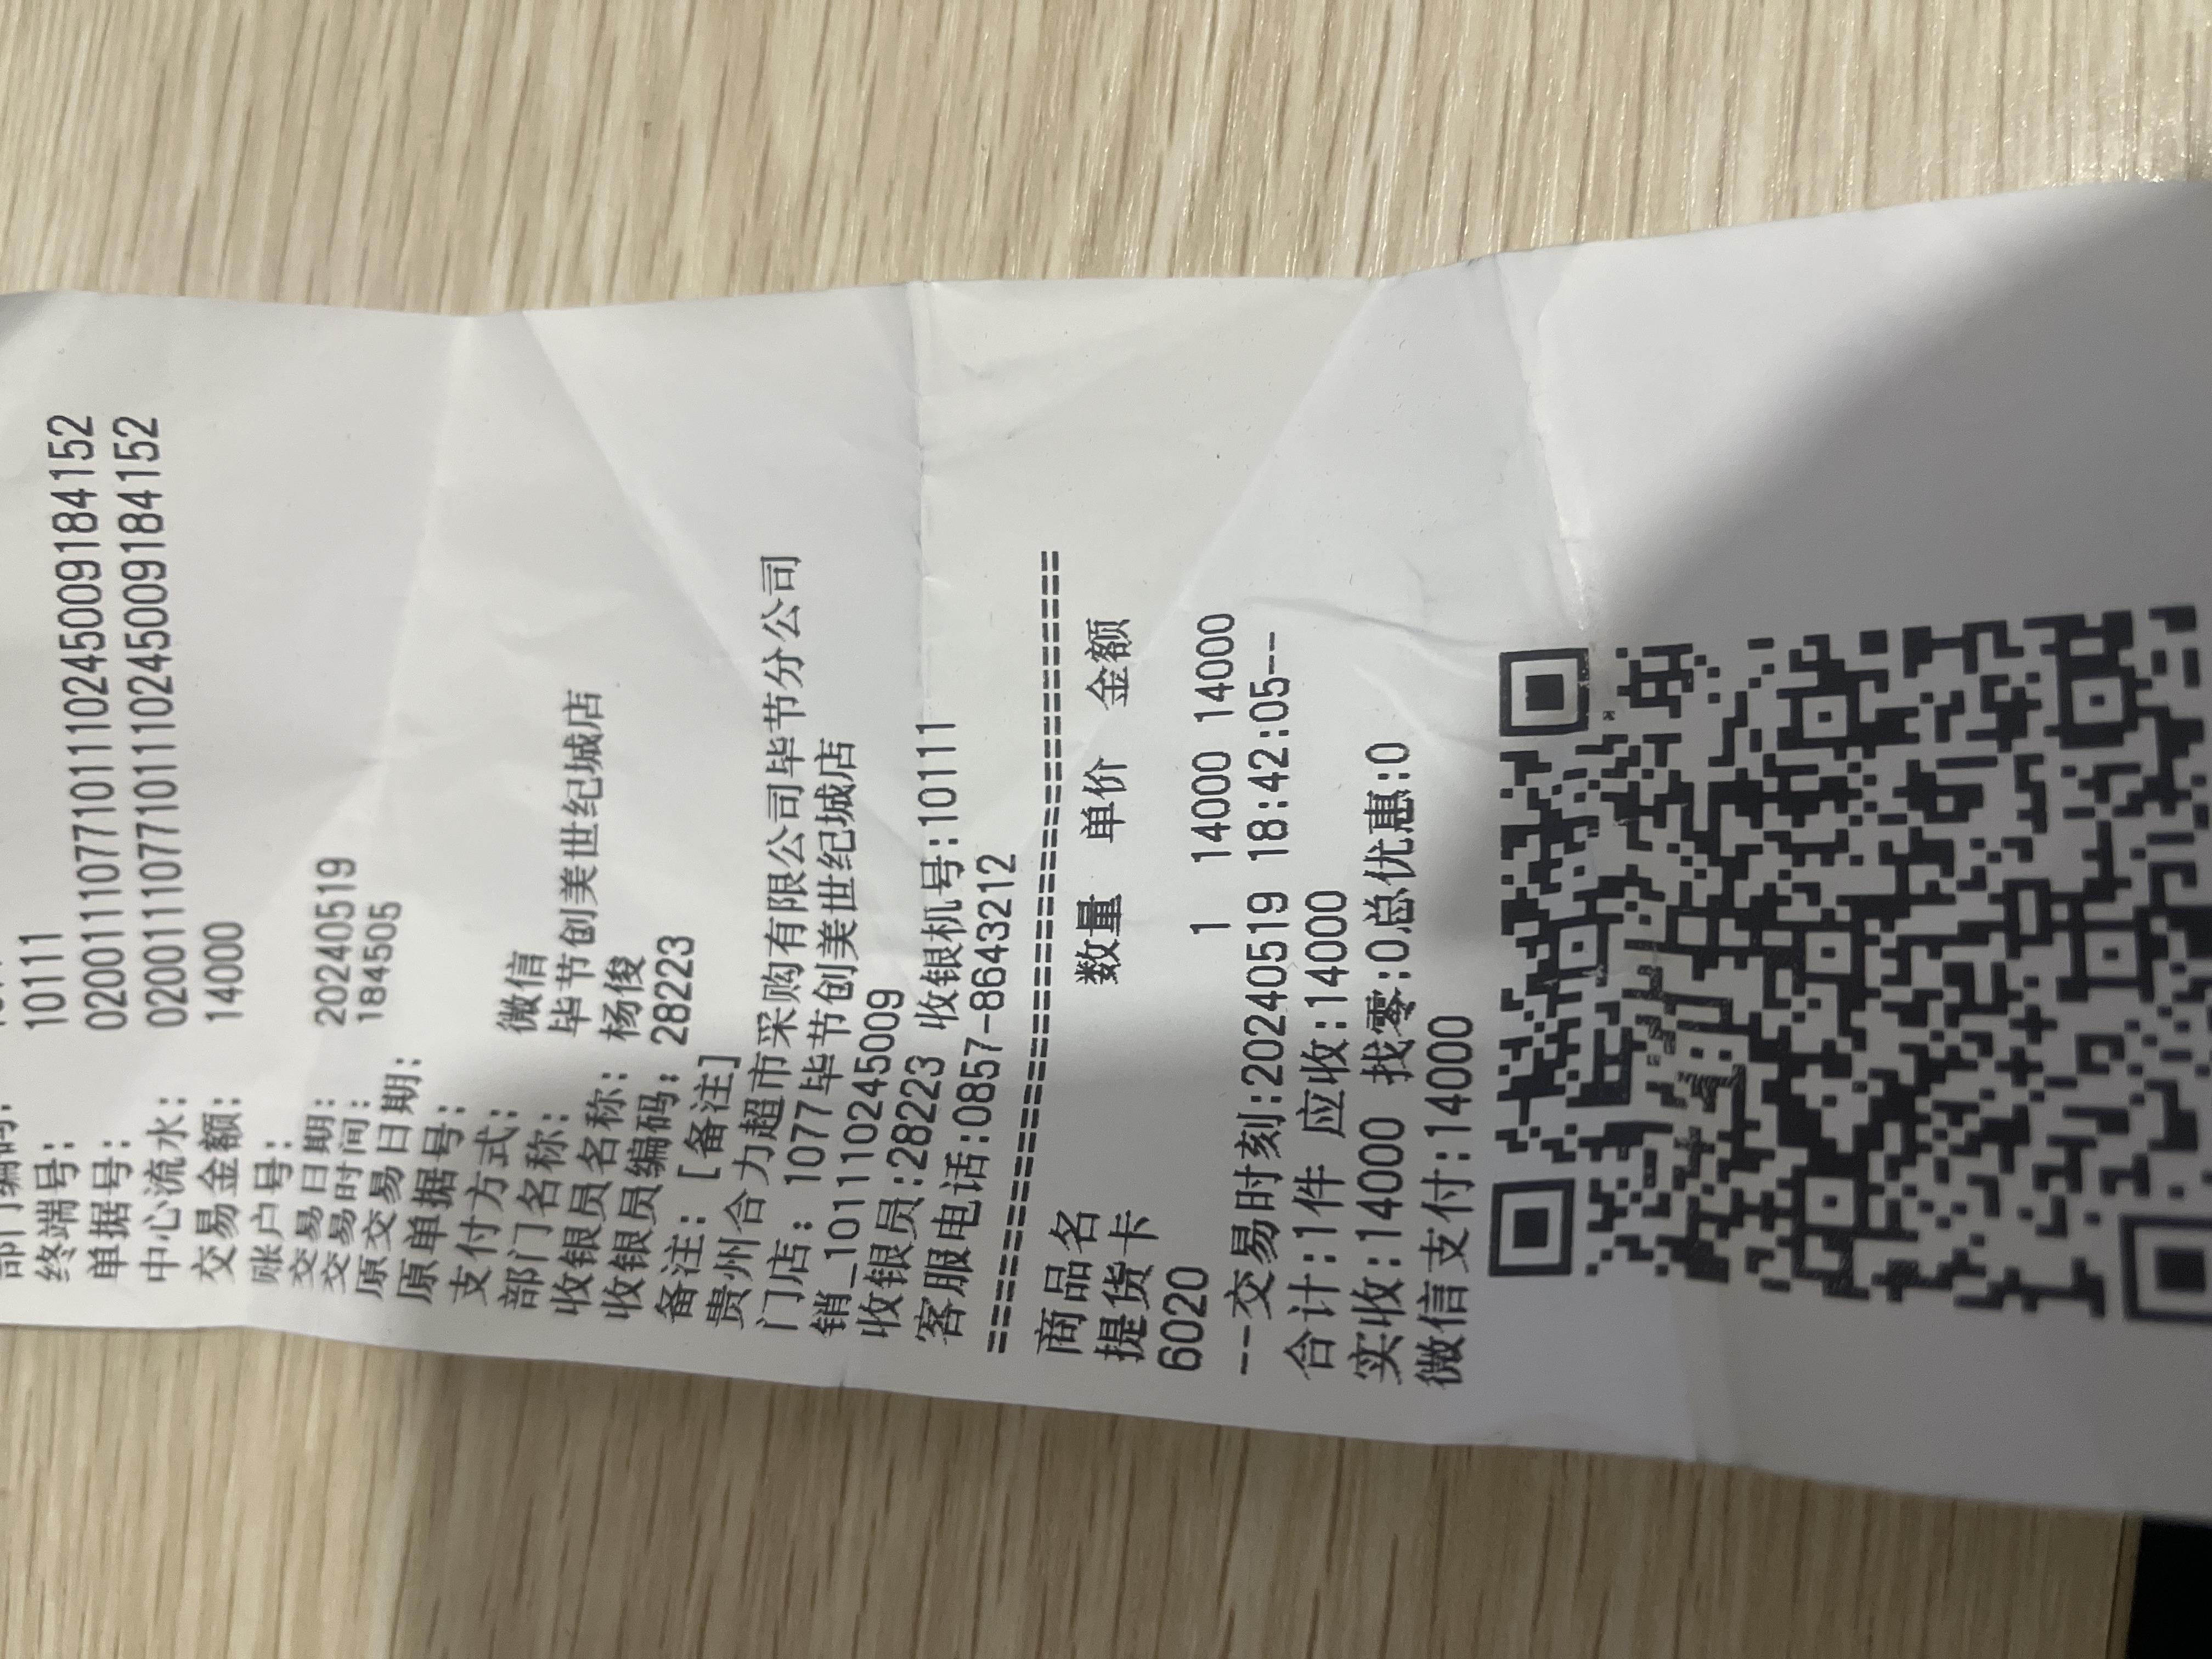 部门编码:
终端号: 10111
单据号: 0200111077101111024500918415​2
中心流水: 02001110771011110245009184152
交易金额: 14000
账户号:
交易日期: 20240519
交易时间: 184505
原交易日期:
原单据号:
支付方式: 微信
部门名称: 毕节创美世纪城店
收银员名称: 杨俊
收银员编码: 28223
备注: [备注]
贵州合力超市采购有限公司毕节分公司
门店: 1077毕节创美世纪城店
销_1011110245009
收银员:28223 收银机号:10111
客服电话:0857-8643212
==============================
商品名 数量 单价 金额
提货卡
6020 1 14000 14000
--交易时刻:20240519 18:42:05--
合计:1件 应收:14000
实收:14000 找零:0总优惠:0
微信支付:14000